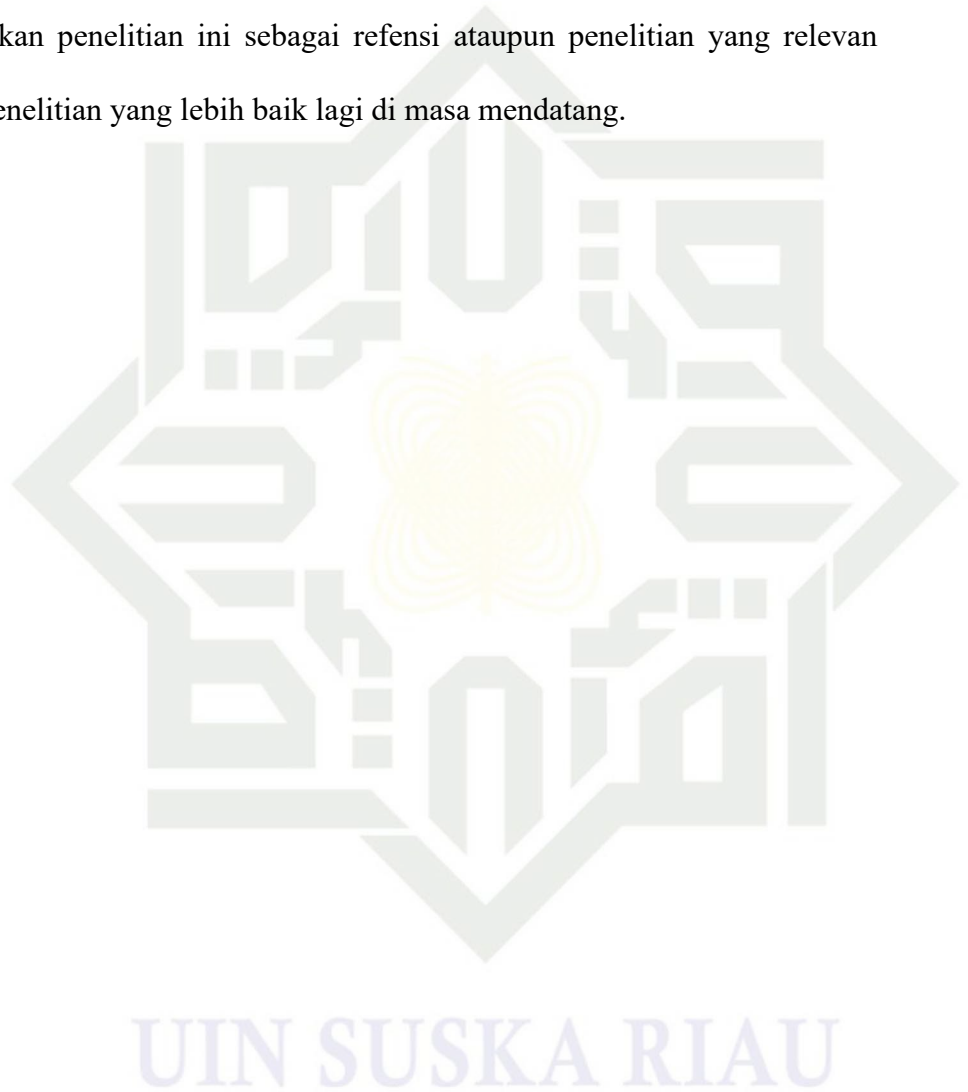 kan penelitian ini sebagai refensi ataupun penelitian yang relevan
enelitian yang lebih baik lagi di masa mendatang.
UIN SUSKA RIAU